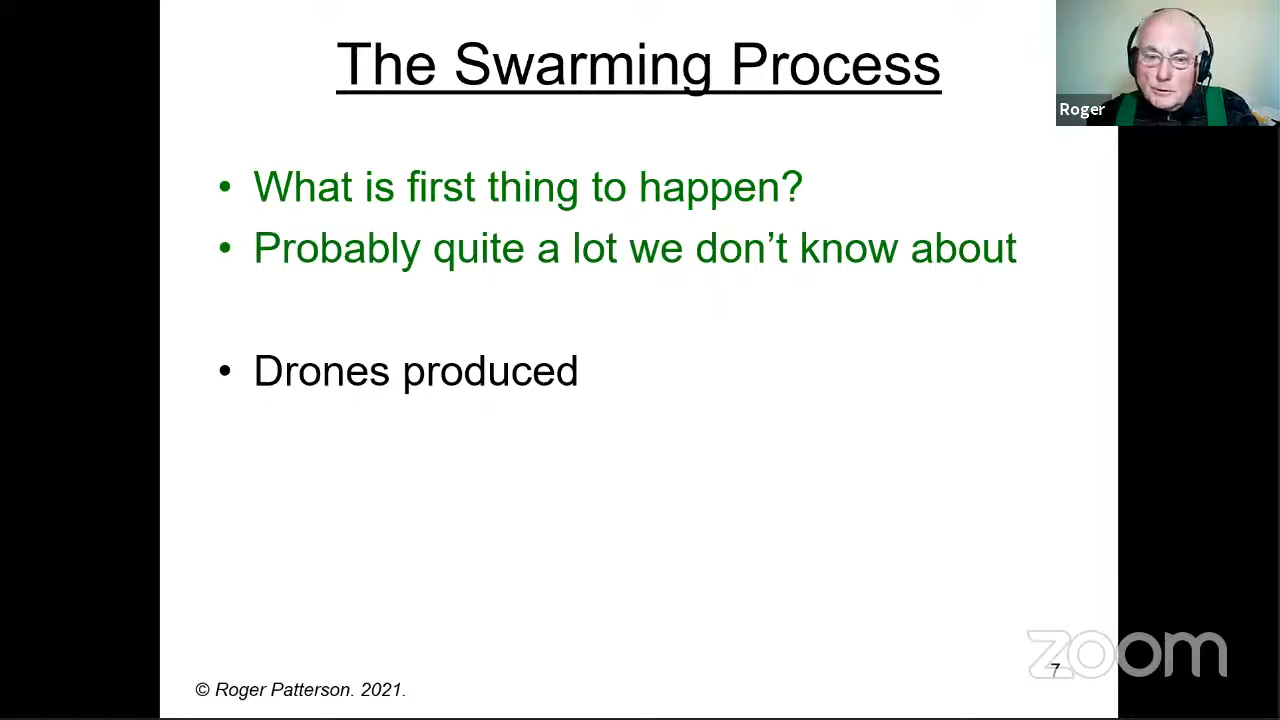 The Swarming Process
Roger
• What is first thing to happen?
• Probably quite a lot we don’t know about
• Drones produced
© Roger Patterson. 2021.
7
zoom